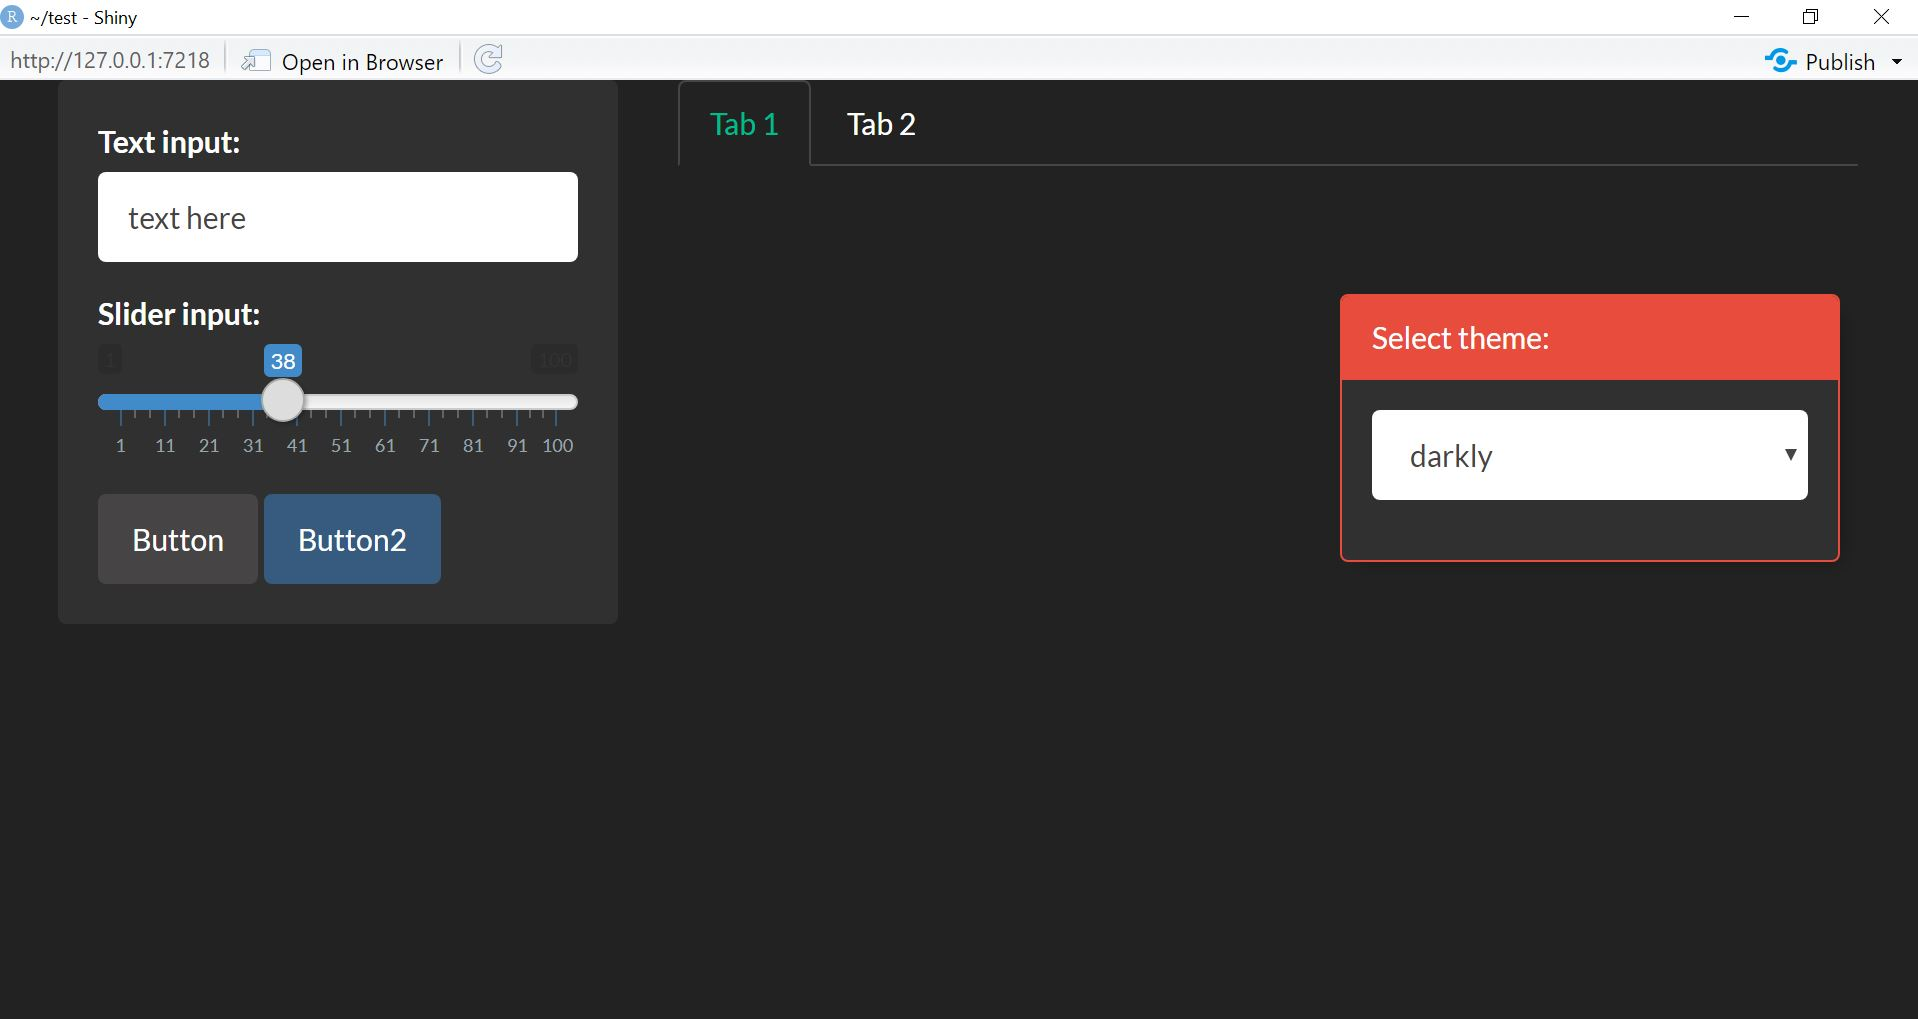 R ~/test - Shiny
http://127.0.0.1:7218 Open in Browser Publish
Text input:
text here
Slider input:
1 38 100
1 11 21 31 41 51 61 71 81 91 100
Button Button2
Tab 1 Tab 2
Select theme:
darkly